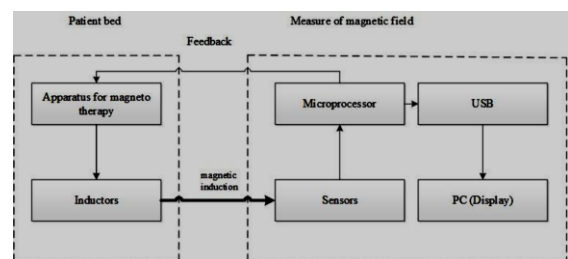 Patient bed
Measure of magnetic field
Feedback
Apparatus for magneto
therapy
Microprocessor
USB
magnetic
induction
Inductors
Sensors
PC (Display)